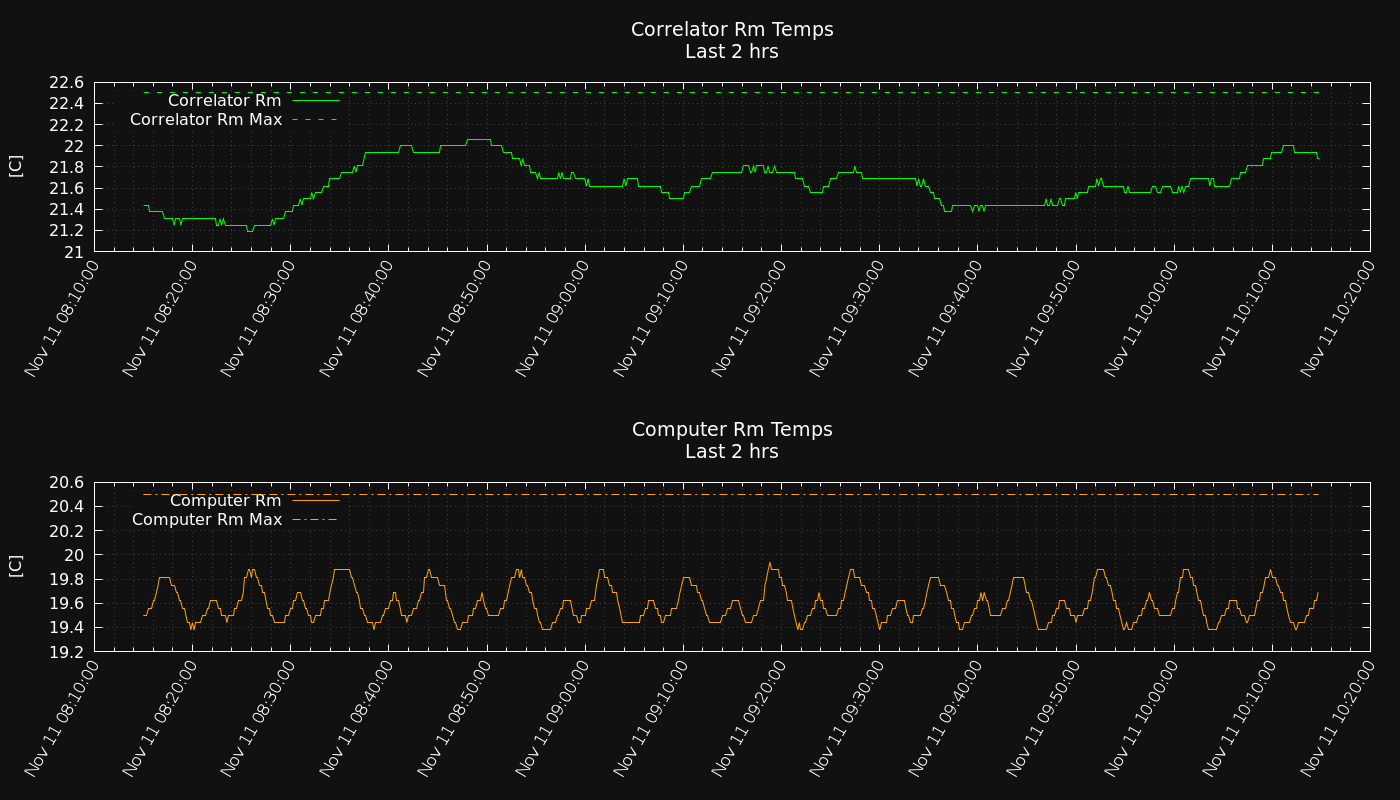 Correlator Rm Temps
Last 2 hrs
22.6
22.4
22.2
22
21.8
21.6
21.4
21.2
21
[C]
Correlator Rm
Correlator Rm Max
Nov 11 08:10:00
Nov 11 08:20:00
Nov 11 08:30:00
Nov 11 08:40:00
Nov 11 08:50:00
Nov 11 09:00:00
Nov 11 09:10:00
Nov 11 09:20:00
Nov 11 09:30:00
Nov 11 09:40:00
Nov 11 09:50:00
Nov 11 10:00:00
Nov 11 10:10:00
Nov 11 10:20:00
Computer Rm Temps
Last 2 hrs
20.6
20.4
20.2
20
19.8
19.6
19.4
19.2
[C]
Computer Rm
Computer Rm Max
Nov 11 08:10:00
Nov 11 08:20:00
Nov 11 08:30:00
Nov 11 08:40:00
Nov 11 08:50:00
Nov 11 09:00:00
Nov 11 09:10:00
Nov 11 09:20:00
Nov 11 09:30:00
Nov 11 09:40:00
Nov 11 09:50:00
Nov 11 10:00:00
Nov 11 10:10:00
Nov 11 10:20:00